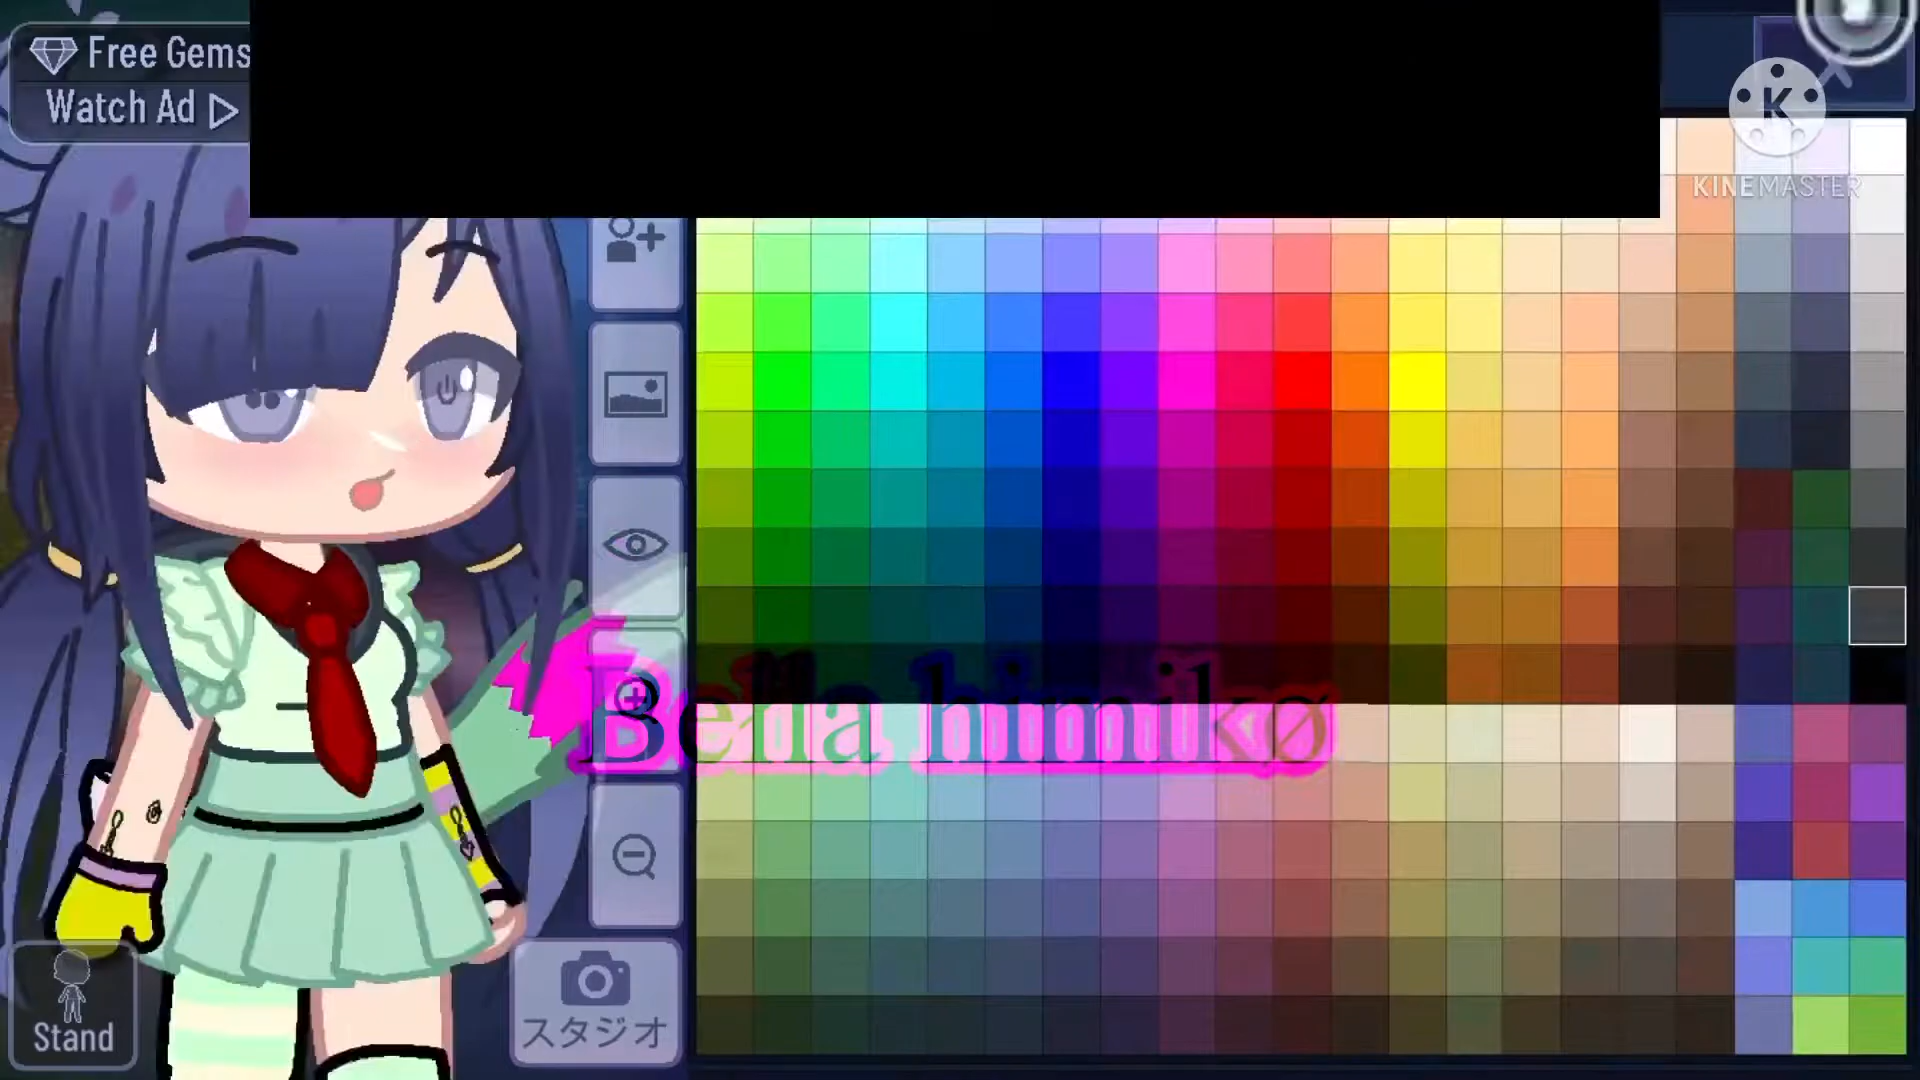 Free Gems
Watch Ad
K
KINEMASTER
Bella himikø
スタジオ
Stand